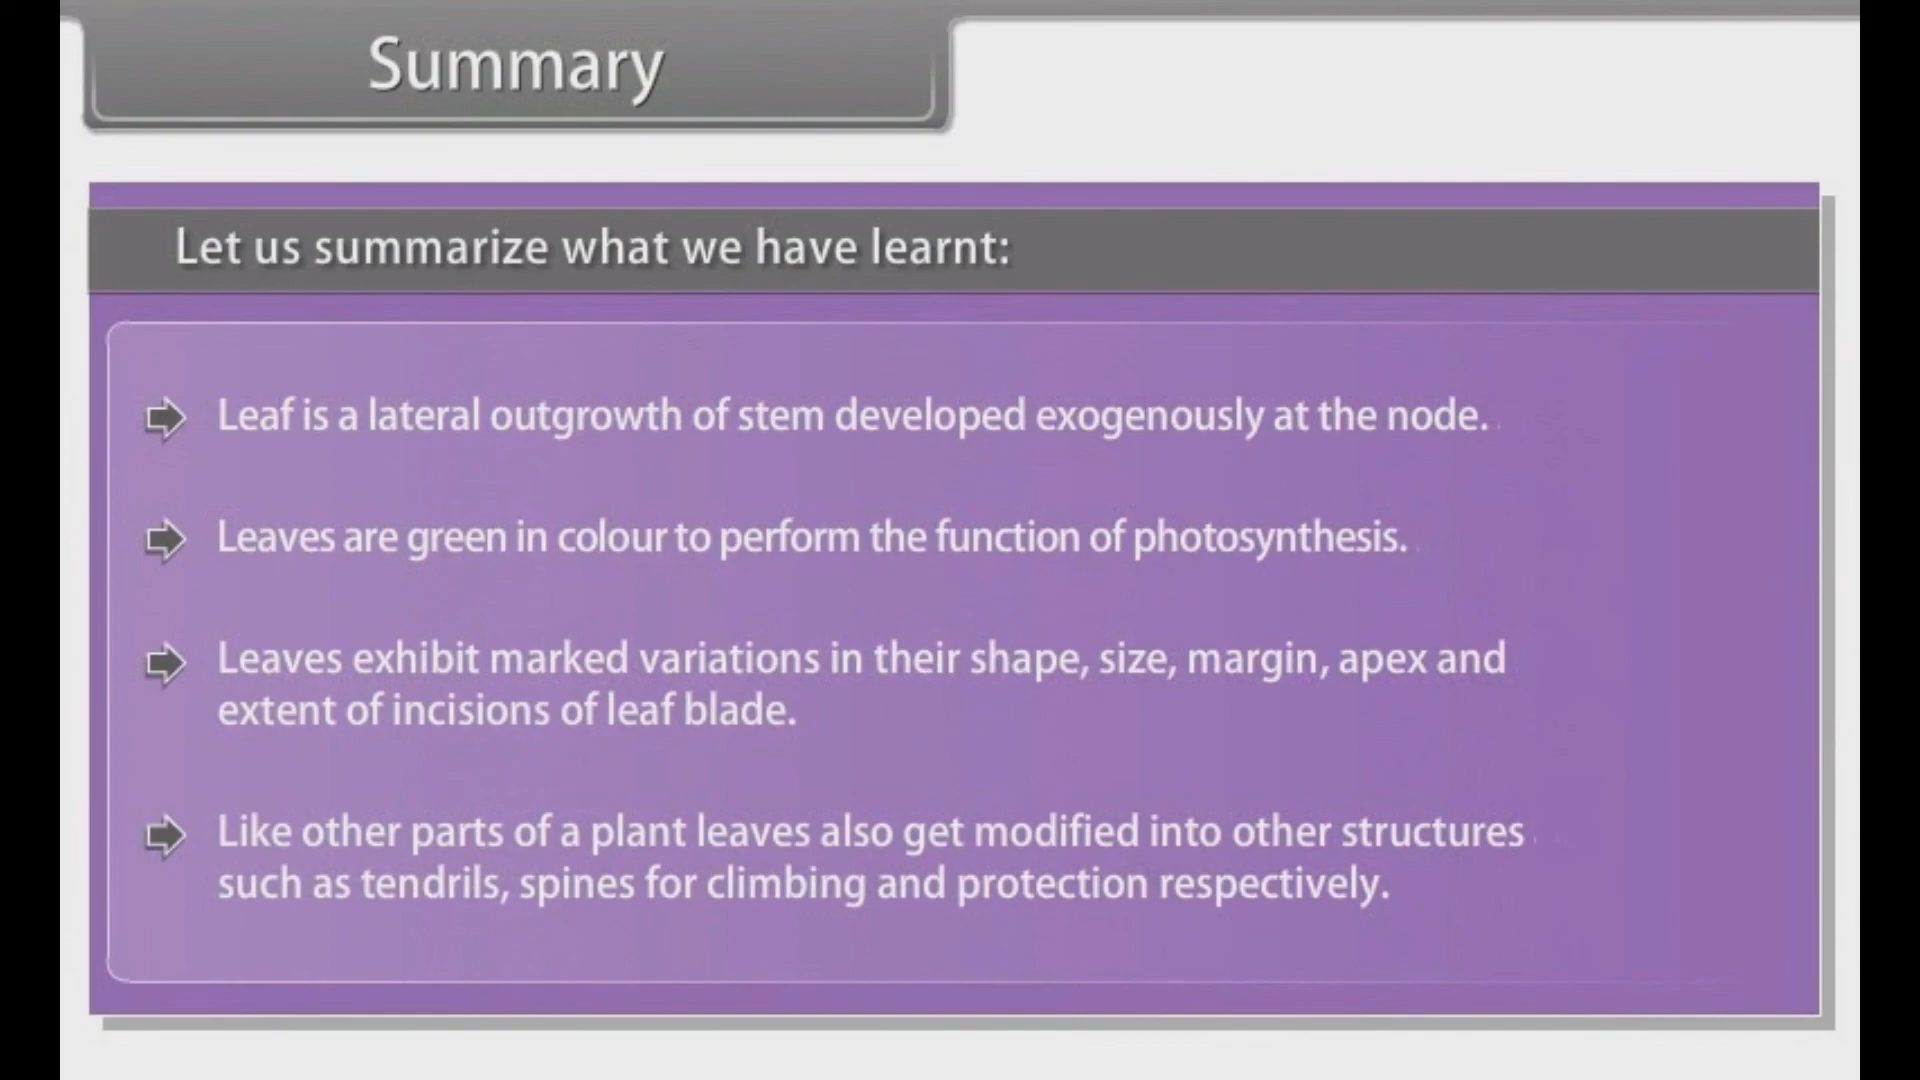 Summary
Let us summarize what we have learnt:
Leaf is a lateral outgrowth of stem developed exogenously at the node.
Leaves are green in colour to perform the function of photosynthesis.
Leaves exhibit marked variations in their shape, size, margin, apex and
extent of incisions of leaf blade.
Like other parts of a plant leaves also get modified into other structures
such as tendrils, spines for climbing and protection respectively.